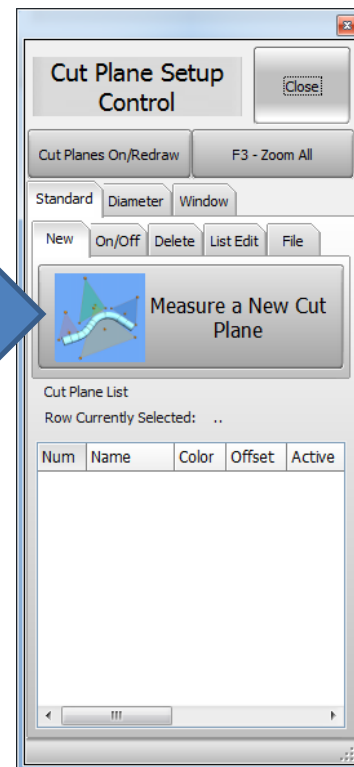 Cut Plane Setup
Control
Close
Cut Planes On/Redraw
F3 - Zoom All
Standard Diameter Window
New On/Off Delete List Edit File
Measure a New Cut
Plane
Cut Plane List
Row Currently Selected: ..
Num Name Color Offset Active